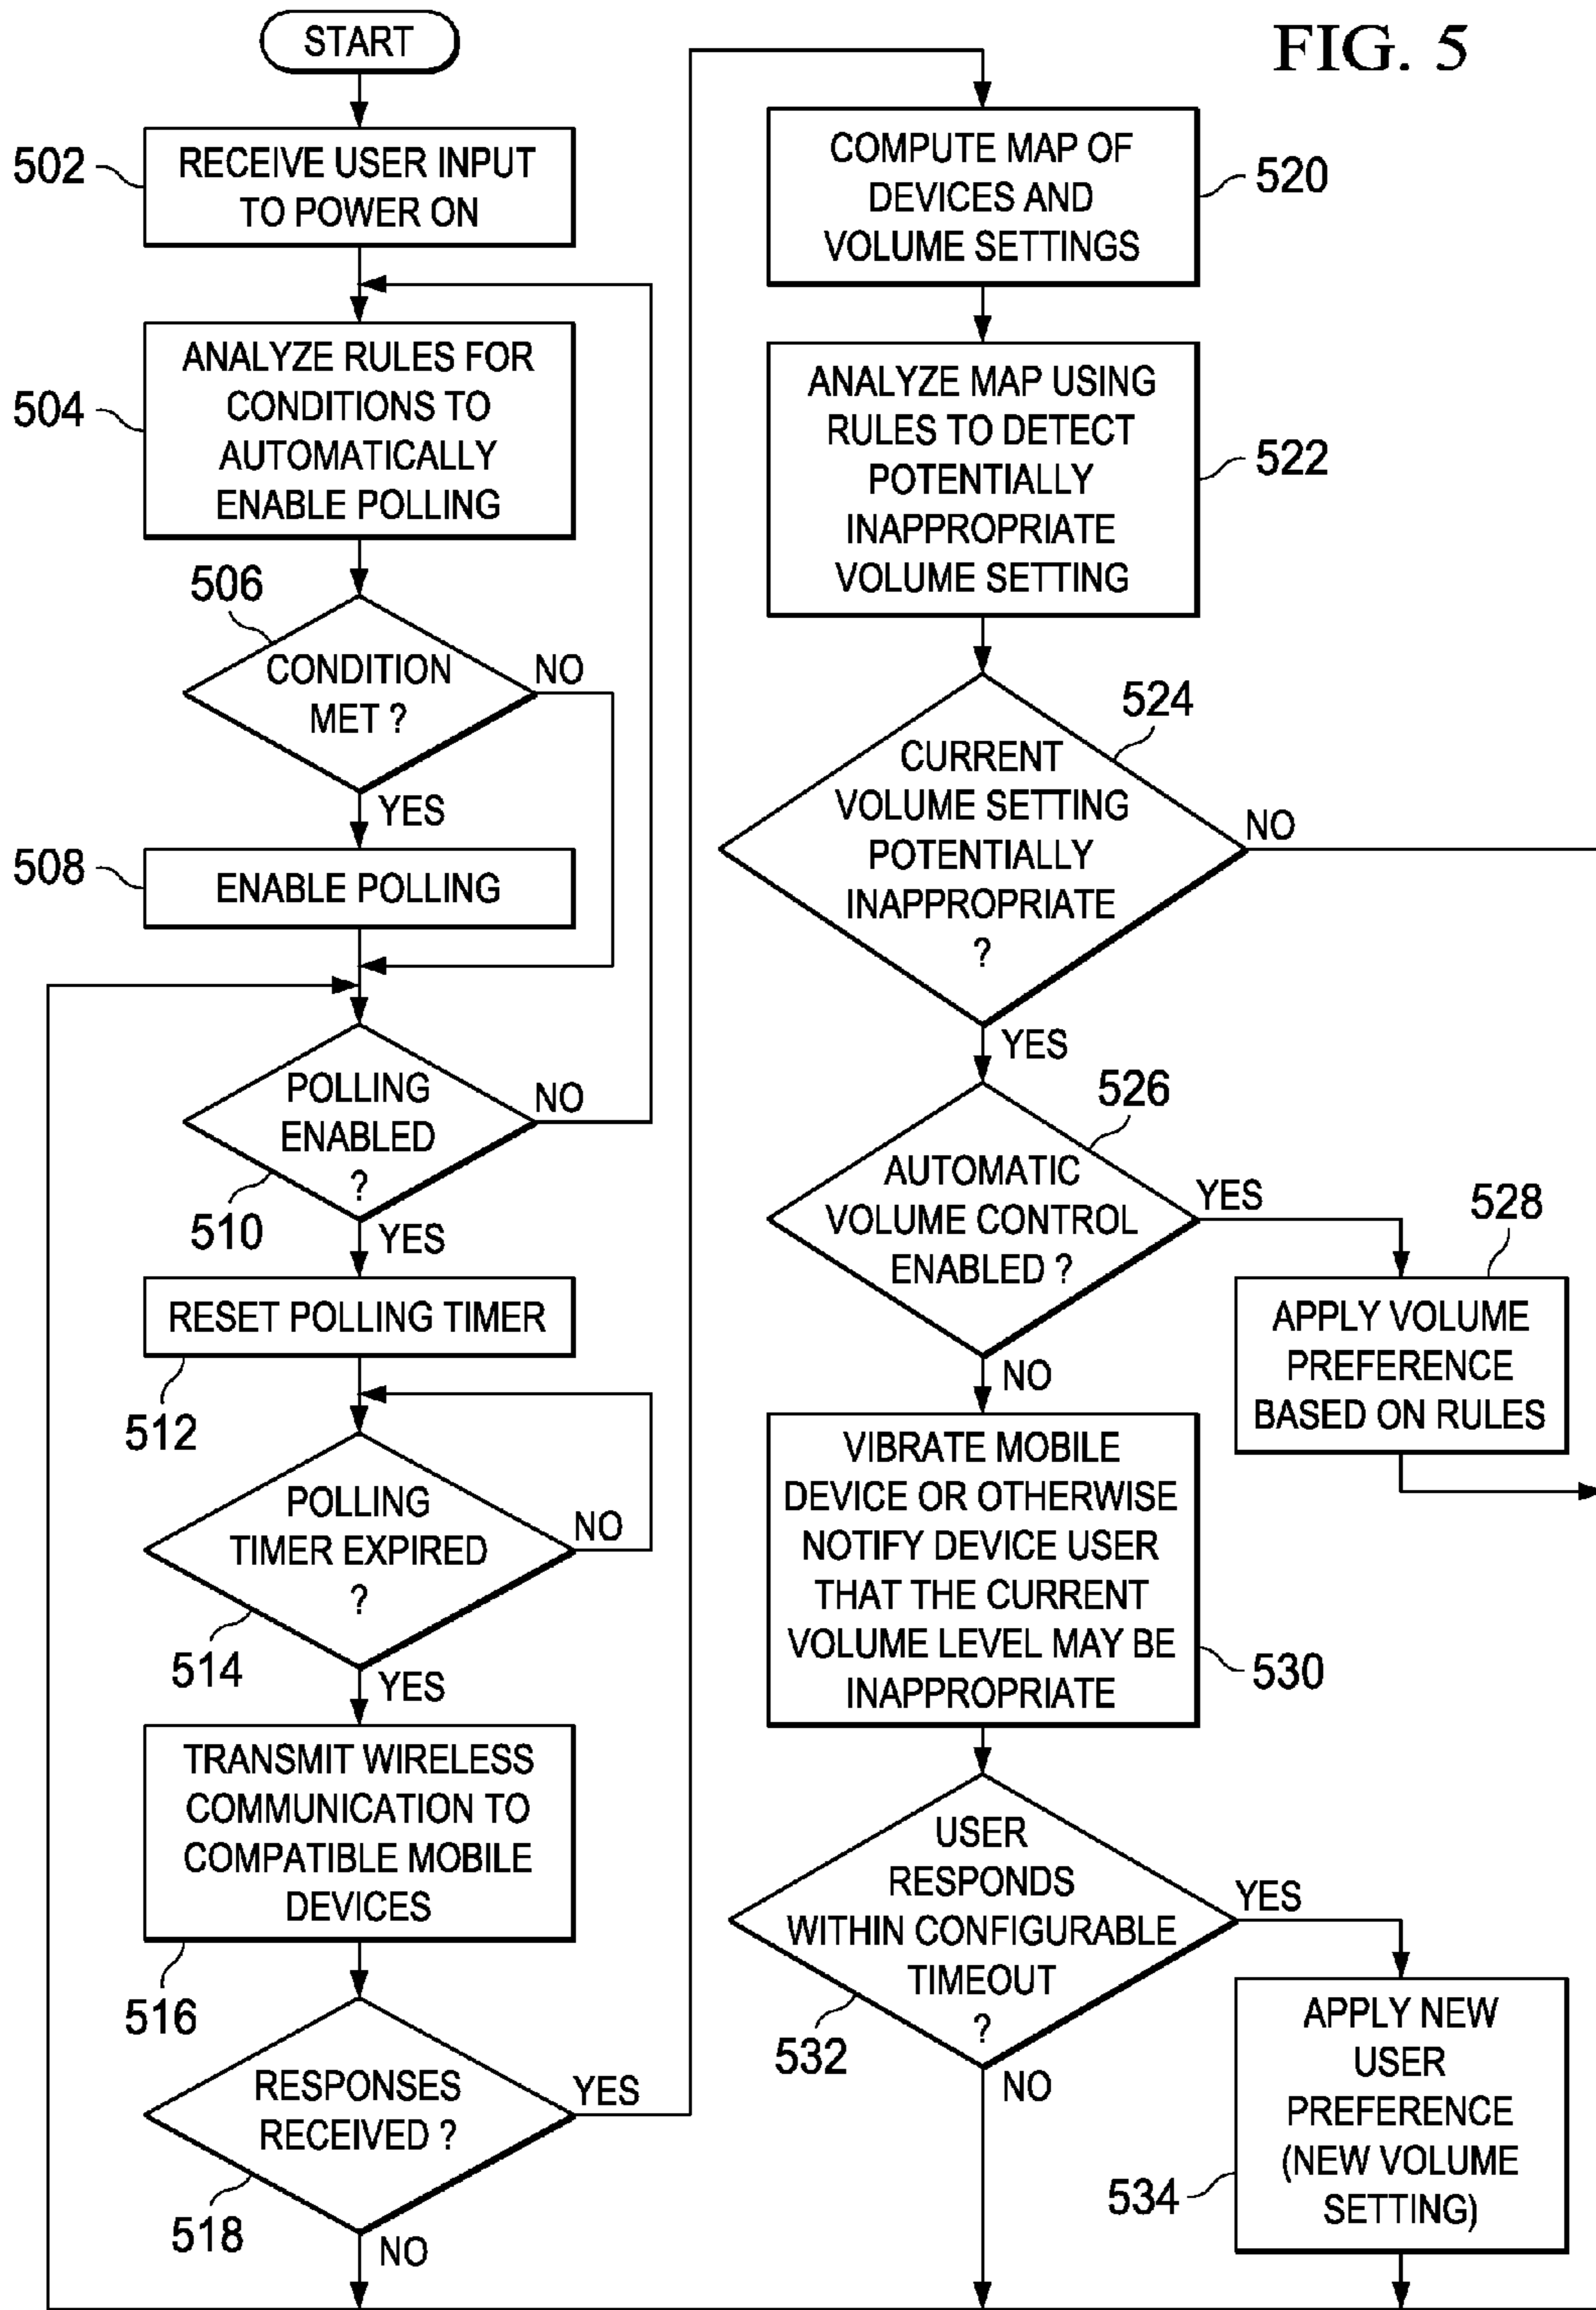 FIG. 5
START
502
RECEIVE USER INPUT
TO POWER ON
504
ANALYZE RULES FOR
CONDITIONS TO
AUTOMATICALLY
ENABLE POLLING
506
CONDITION
MET ?
NO
YES
508
ENABLE POLLING
POLLING
ENABLED
?
NO
510
YES
RESET POLLING TIMER
512
POLLING
TIMER EXPIRED
?
NO
514
YES
TRANSMIT WIRELESS
COMMUNICATION TO
COMPATIBLE MOBILE
DEVICES
516
RESPONSES
RECEIVED ?
YES
518
NO
COMPUTE MAP OF
DEVICES AND
VOLUME SETTINGS
520
ANALYZE MAP USING
RULES TO DETECT
POTENTIALLY
INAPPROPRIATE
VOLUME SETTING
522
524
CURRENT
VOLUME SETTING
POTENTIALLY
INAPPROPRIATE
?
NO
YES
526
AUTOMATIC
VOLUME CONTROL
ENABLED ?
YES
528
APPLY VOLUME
PREFERENCE
BASED ON RULES
NO
VIBRATE MOBILE
DEVICE OR OTHERWISE
NOTIFY DEVICE USER
THAT THE CURRENT
VOLUME LEVEL MAY BE
INAPPROPRIATE
530
USER
RESPONDS
WITHIN CONFIGURABLE
TIMEOUT
?
YES
532
NO
APPLY NEW
USER
PREFERENCE
(NEW VOLUME
SETTING)
534